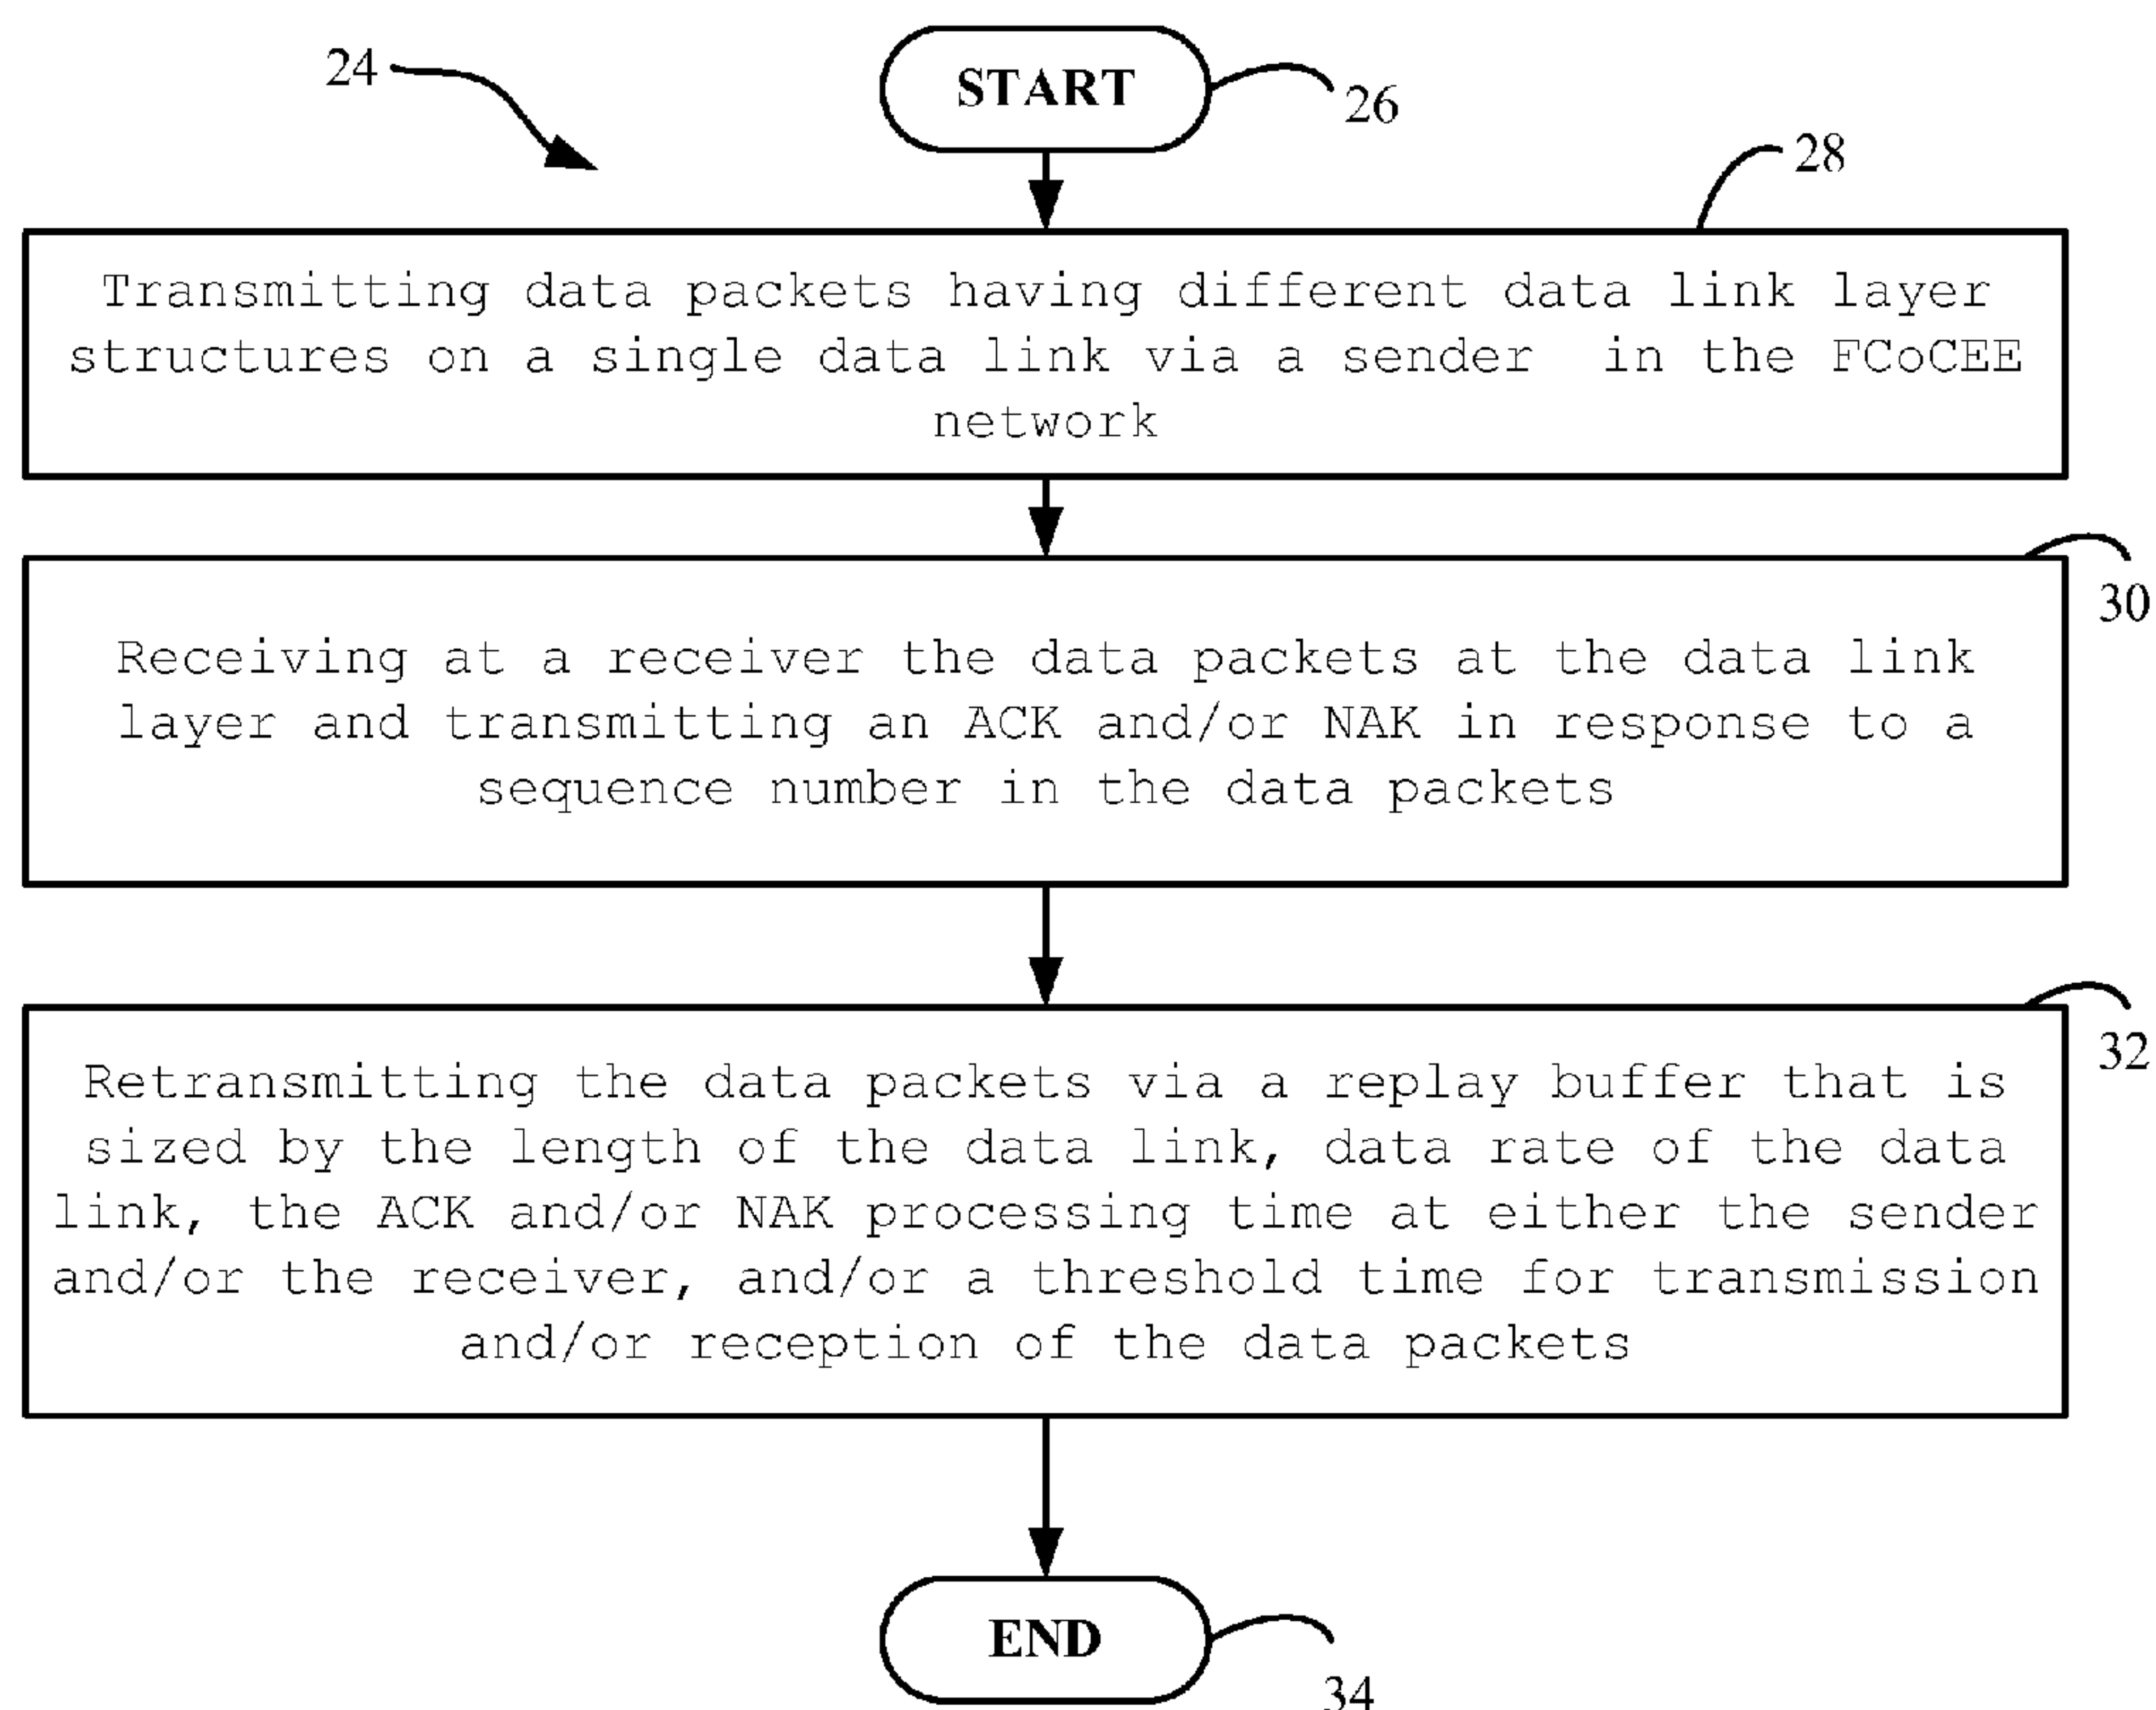 24
START
26
28
Transmitting data packets having different data link layer
structures on a single data link via a sender in the FCoCEE
network
30
Receiving at a receiver the data packets at the data link
layer and transmitting an ACK and/or NAK in response to a
sequence number in the data packets
32
Retransmitting the data packets via a replay buffer that is
sized by the length of the data link, data rate of the data
link, the ACK and/or NAK processing time at either the sender
and/or the receiver, and/or a threshold time for transmission
and/or reception of the data packets
END
34